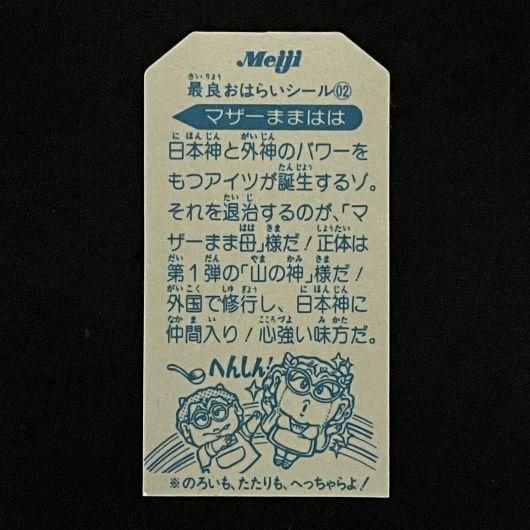 Meiji
最良おはらいシール02
マザーままはは
日本神と外神のパワーを
もつアイツが誕生するゾ。
それを退治するのが、「マ
ザーまま母」様だ！正体は
第１弾の「山の神」様だ！
外国で修行し、日本神に
仲間入り！心強い味方だ。
へんしん！
※のろいも、たたりも、へっちゃらよ！